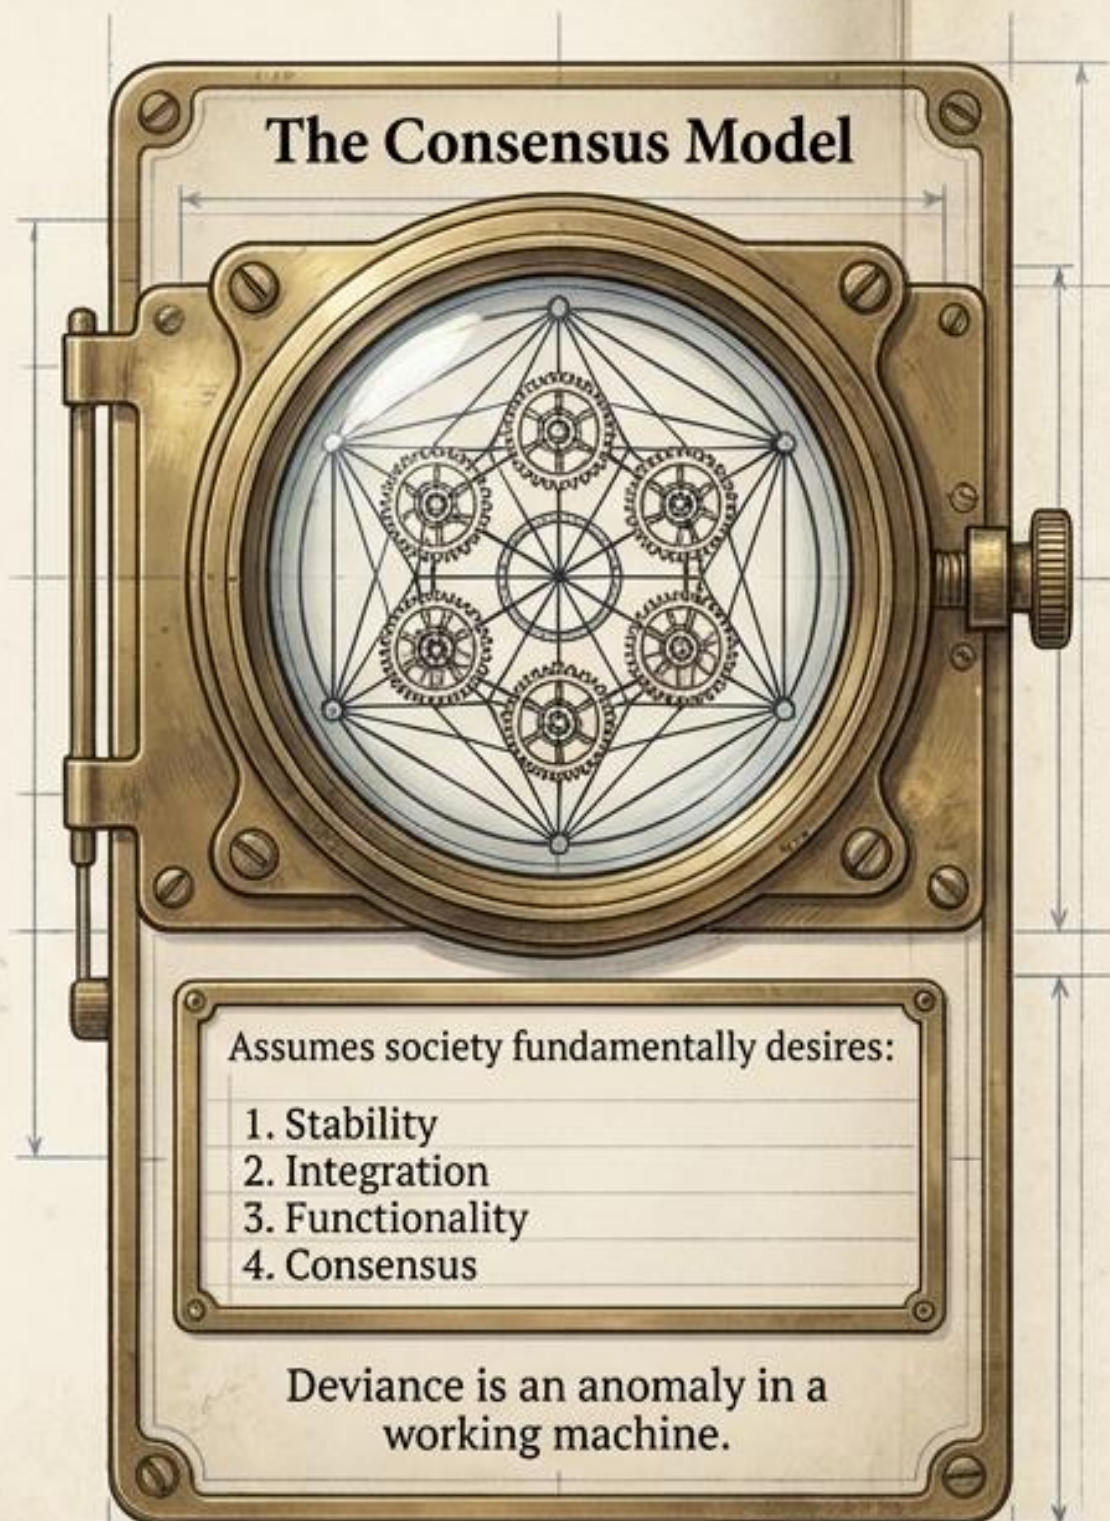 The Consensus Model
Assumes society fundamentally desires:
1. Stability
2. Integration
3. Functionality
4. Consensus
Deviance is an anomaly in a
working machine.